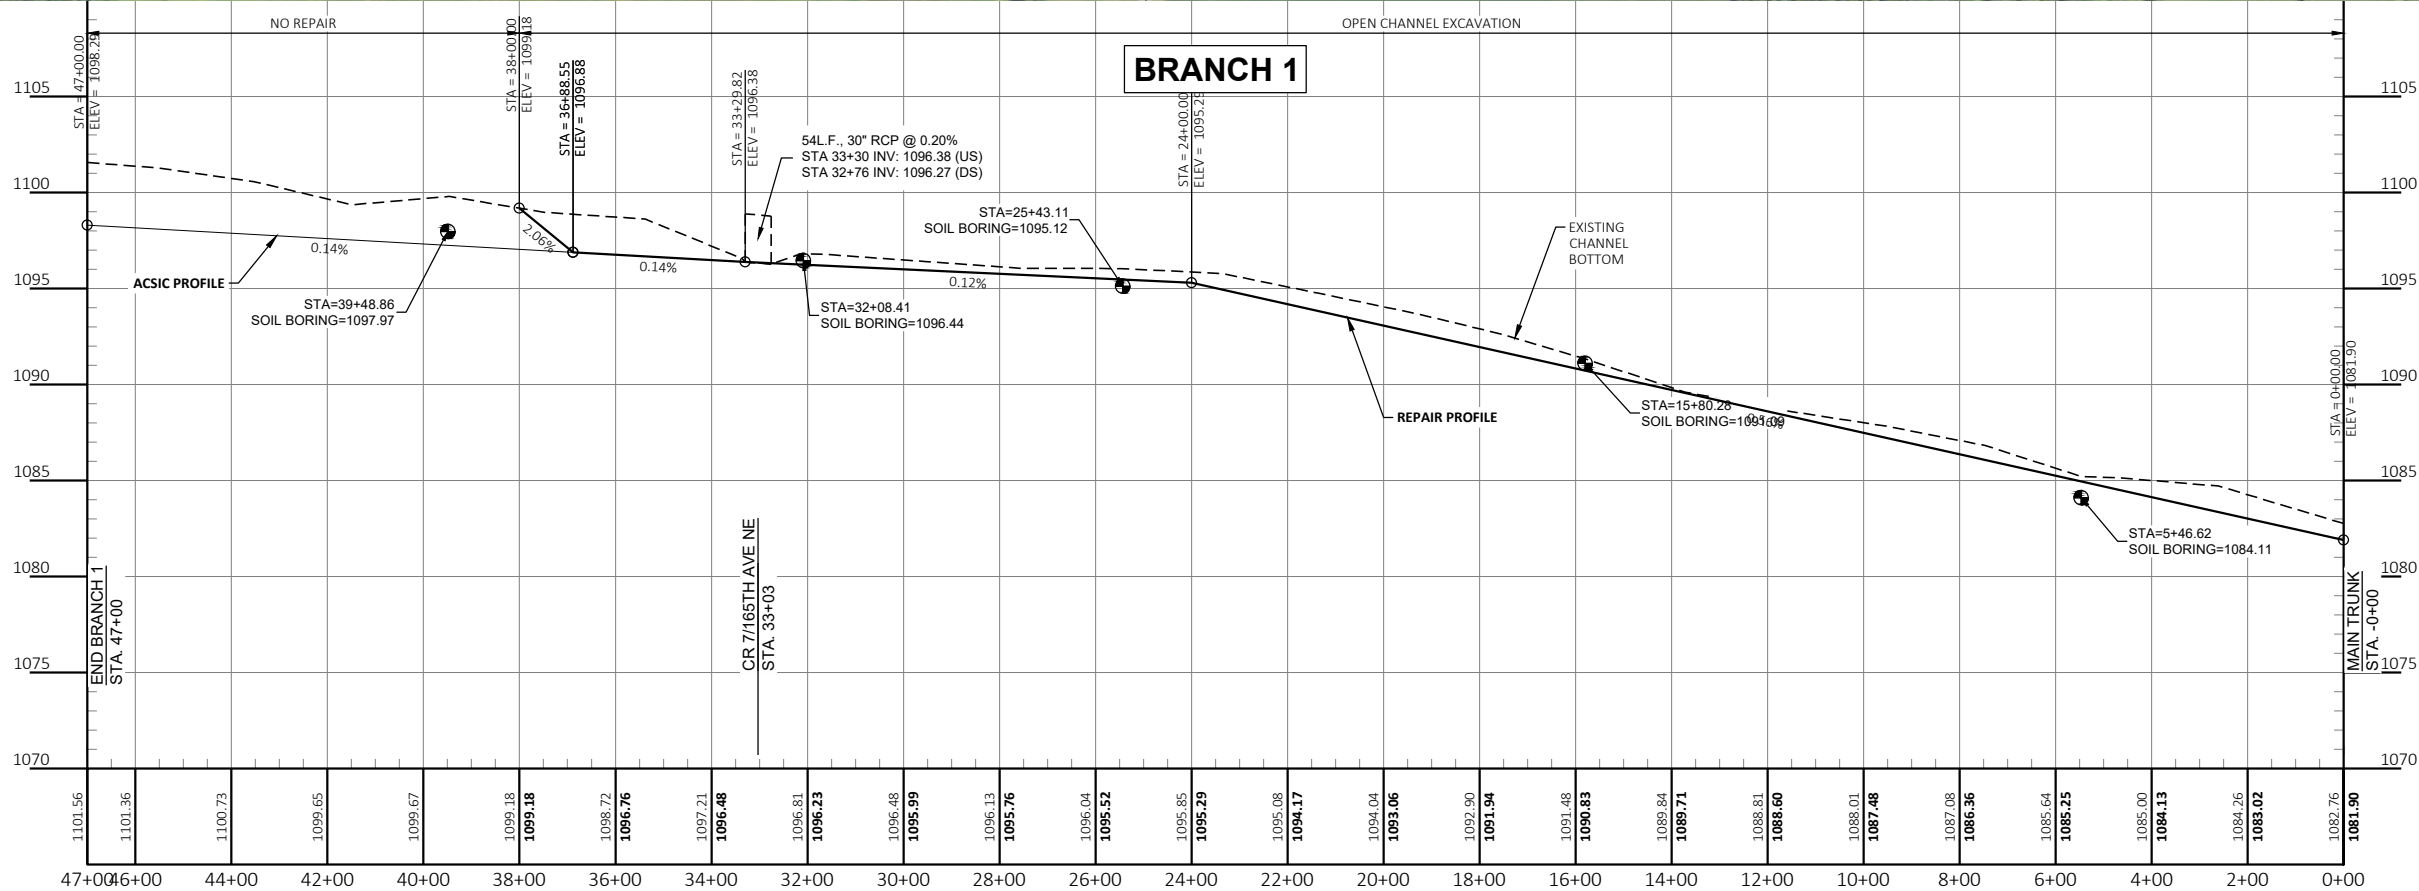 NO REPAIR
OPEN CHANNEL EXCAVATION
BRANCH 1
STA = 47+00.00
ELEV = 1098.29
STA = 38+00.00
ELEV = 1099.18
STA = 36+88.55
ELEV = 1096.88
STA = 33+29.82
ELEV = 1096.38
STA = 24+00.00
ELEV = 1095.29
STA = 0+00.00
ELEV = 1081.90
54L.F., 30" RCP @ 0.20%
STA 33+30 INV: 1096.38 (US)
STA 32+76 INV: 1096.27 (DS)
STA=25+43.11
SOIL BORING=1095.12
EXISTING
CHANNEL
BOTTOM
2.06%
0.14%
0.14%
0.12%
0.56%
ACSIC PROFILE
STA=39+48.86
SOIL BORING=1097.97
STA=32+08.41
SOIL BORING=1096.44
REPAIR PROFILE
STA=15+80.28
SOIL BORING=1091.09
STA=5+46.62
SOIL BORING=1084.11
END BRANCH 1
STA. 47+00
CR 7/165TH AVE NE
STA. 33+03
MAIN TRUNK
STA. -0+00
1105
1100
1095
1090
1085
1080
1075
1070
1105
1100
1095
1090
1085
1080
1075
1070
1101.56
1101.36
1100.73
1099.65
1099.67
1099.18
1099.18
1098.72
1096.76
1097.21
1096.48
1096.81
1096.23
1096.48
1095.99
1096.13
1095.76
1096.04
1095.52
1095.85
1095.29
1095.08
1094.17
1094.04
1093.06
1092.90
1091.94
1091.48
1090.83
1089.84
1089.71
1088.81
1088.60
1088.01
1087.48
1087.08
1086.36
1085.64
1085.25
1085.00
1084.13
1084.26
1083.02
1082.76
1081.90
47+00 46+00 44+00 42+00 40+00 38+00 36+00 34+00 32+00 30+00 28+00 26+00 24+00 22+00 20+00 18+00 16+00 14+00 12+00 10+00 8+00 6+00 4+00 2+00 0+00